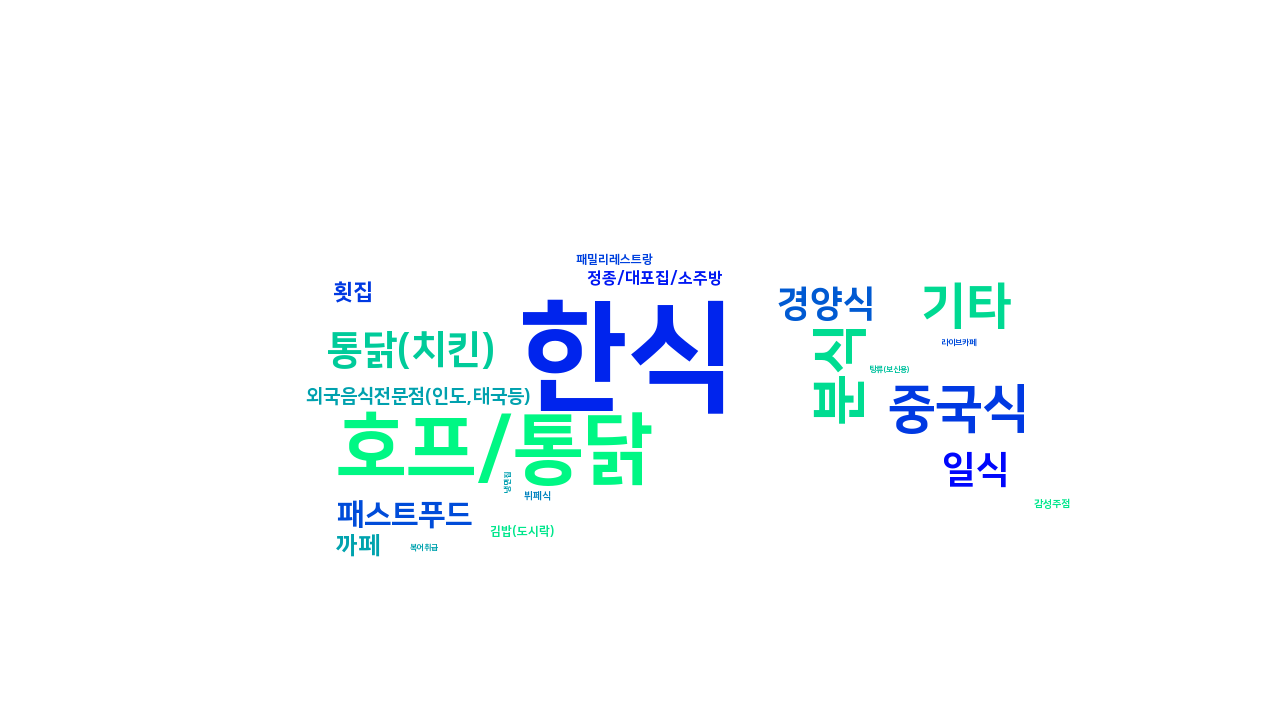 패밀리레스트랑
정종/대포집/소주방
횟집
경양식
기타
한식
통닭(치킨)
분식
라이브카페
탕류(보신용)
외국음식전문점(인도,태국등)
중국식
호프/통닭
일식
냉면집
뷔페식
감성주점
패스트푸드
김밥(도시락)
까페
복어취급